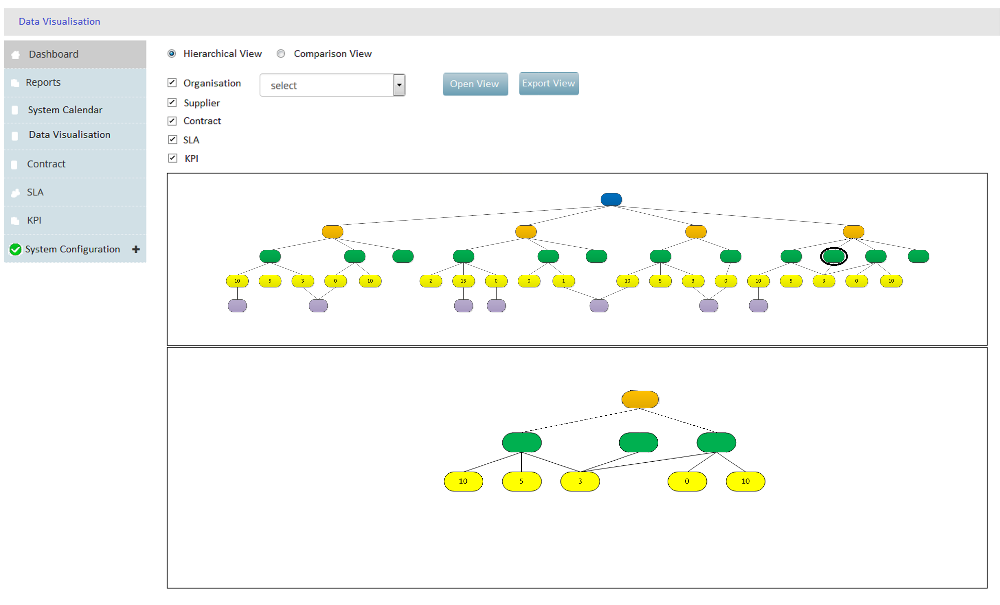 Data Visualisation
Dashboard
Reports
System Calendar
Data Visualisation
Contract
SLA
KPI
System Configuration
Hierarchical View Comparison View
Organisation select Open View Export View
Supplier
Contract
SLA
KPI
10 5 3 0 10 2 15 0 0 1 10 5 3 0 10 5 3 0 10
10 5 3 0 10